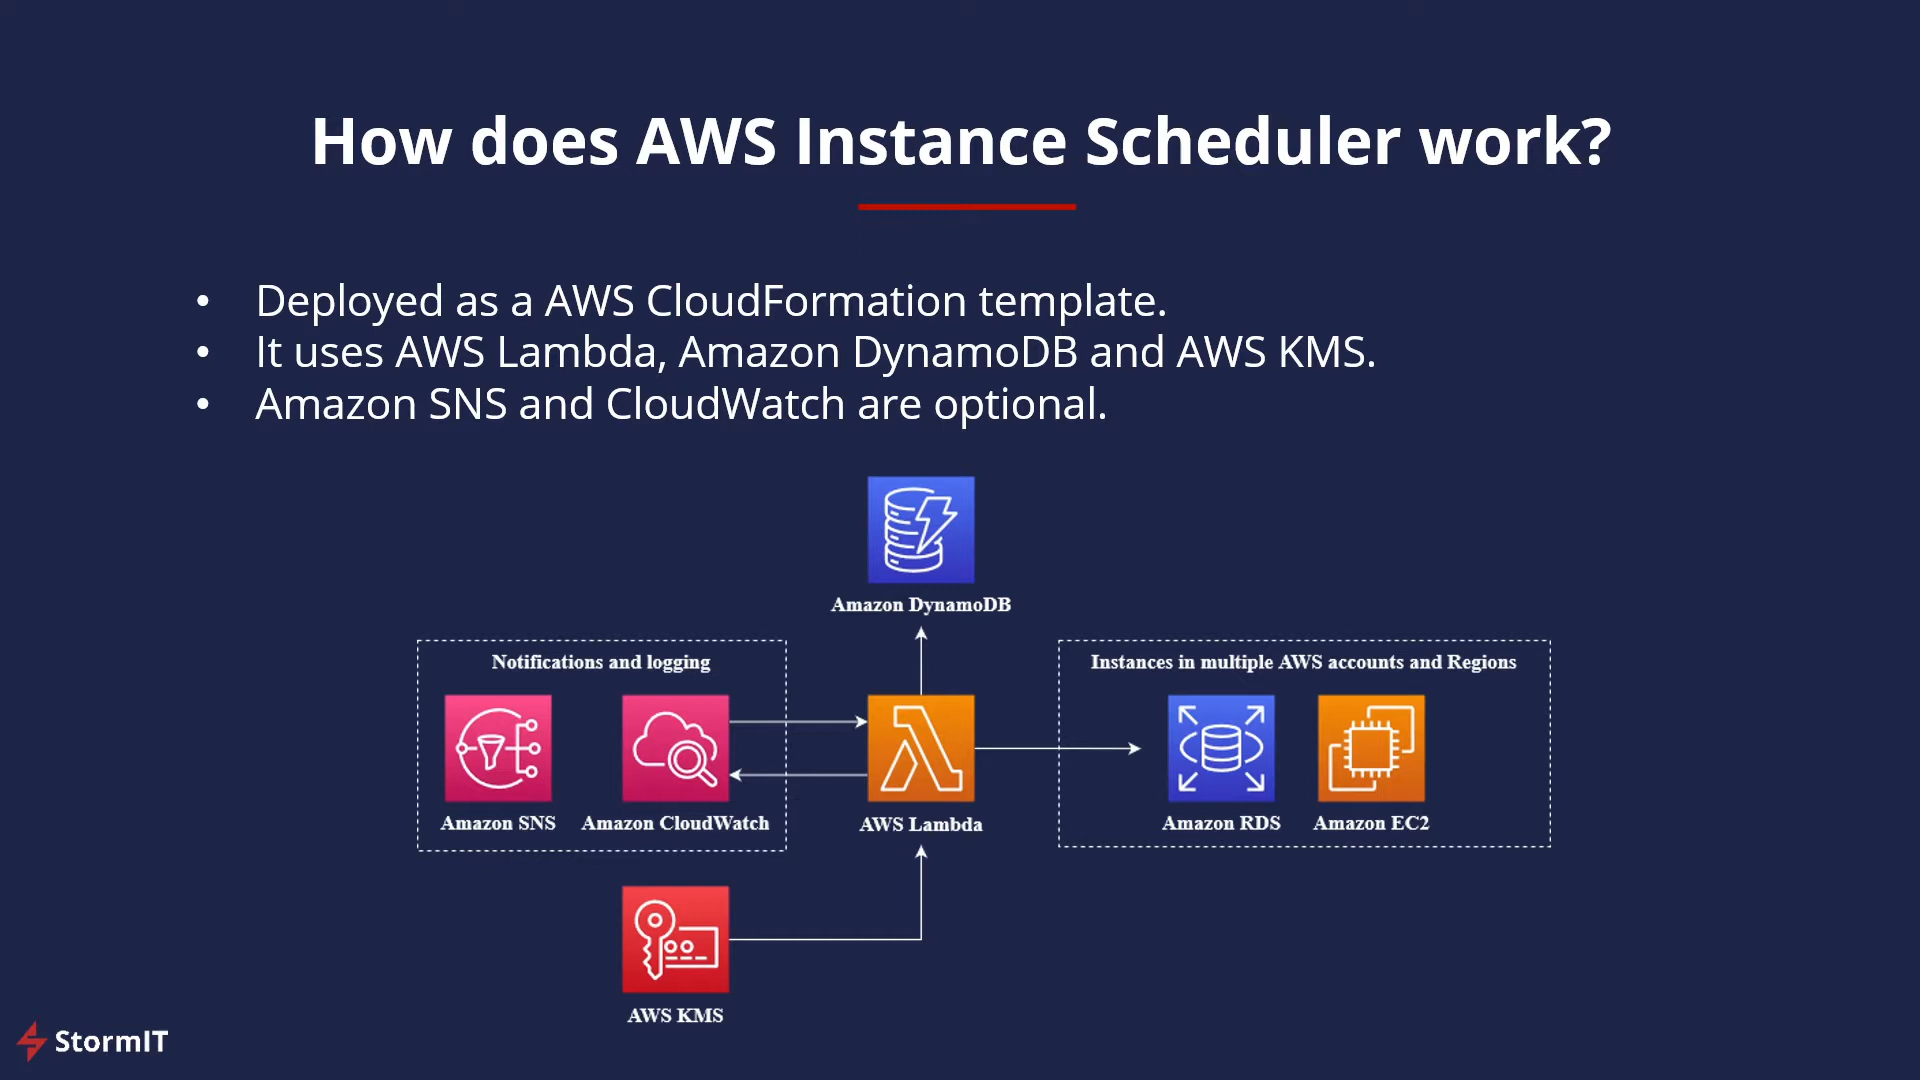 How does AWS Instance Scheduler work?
• Deployed as a AWS CloudFormation template.
• It uses AWS Lambda, Amazon DynamoDB and AWS KMS.
• Amazon SNS and CloudWatch are optional.
Amazon DynamoDB
Notifications and logging
Instances in multiple AWS accounts and Regions
Amazon SNS
Amazon CloudWatch
AWS Lambda
Amazon RDS
Amazon EC2
AWS KMS
StormIT